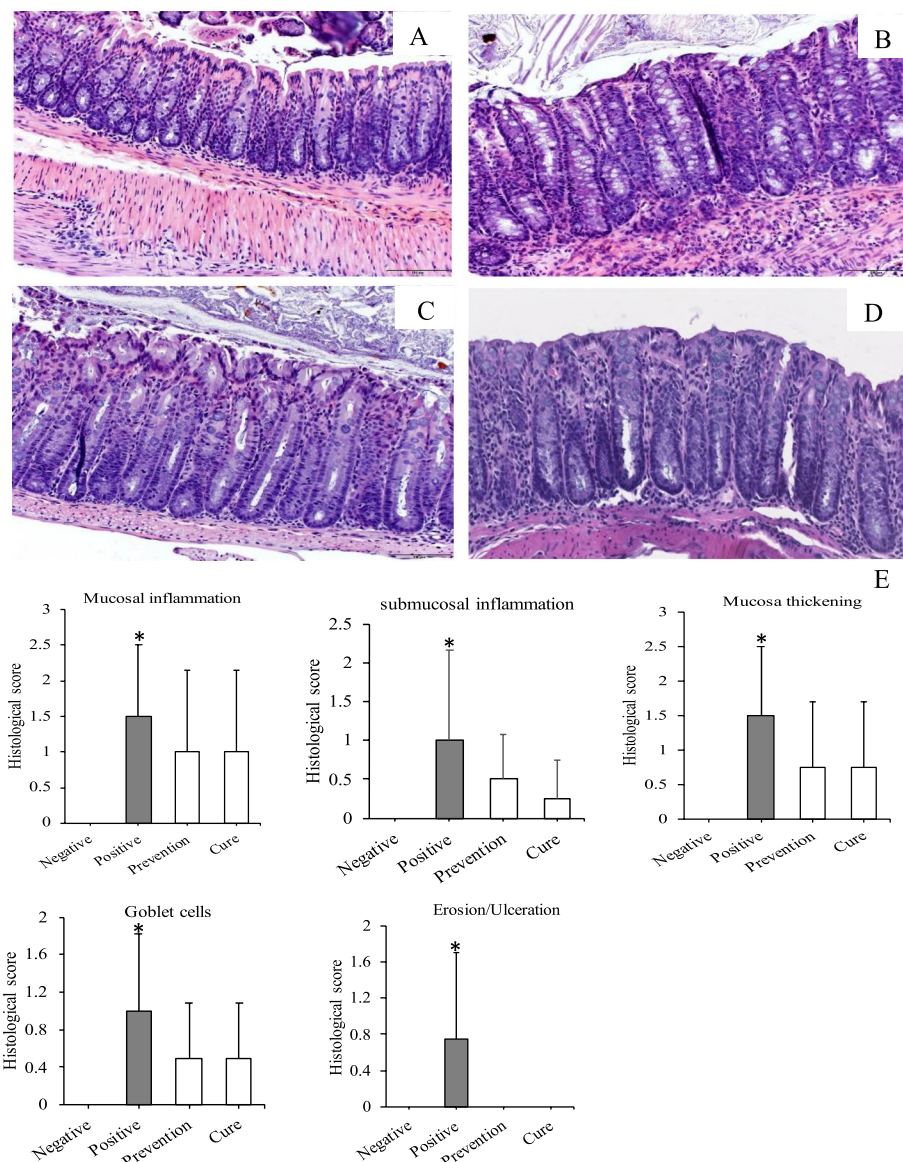 A
B
C
D
E
Mucosal inflammation
Histological score
3
2.5
2
1.5
1
0.5
0
*
Negative
Positive
Prevention
Cure
submucosal inflammation
Histological score
2.5
2
1.5
1
0.5
0
*
Negative
Positive
Prevention
Cure
Mucosa thickening
Histological score
3
2.5
2
1.5
1
0.5
0
*
Negative
Positive
Prevention
Cure
Goblet cells
Histological score
2
1.6
1.2
0.8
0.4
0
*
Negative
Positive
Prevention
Cure
Erosion/Ulceration
Histological score
2
1.6
1.2
0.8
0.4
0
*
Negative
Positive
Prevention
Cure